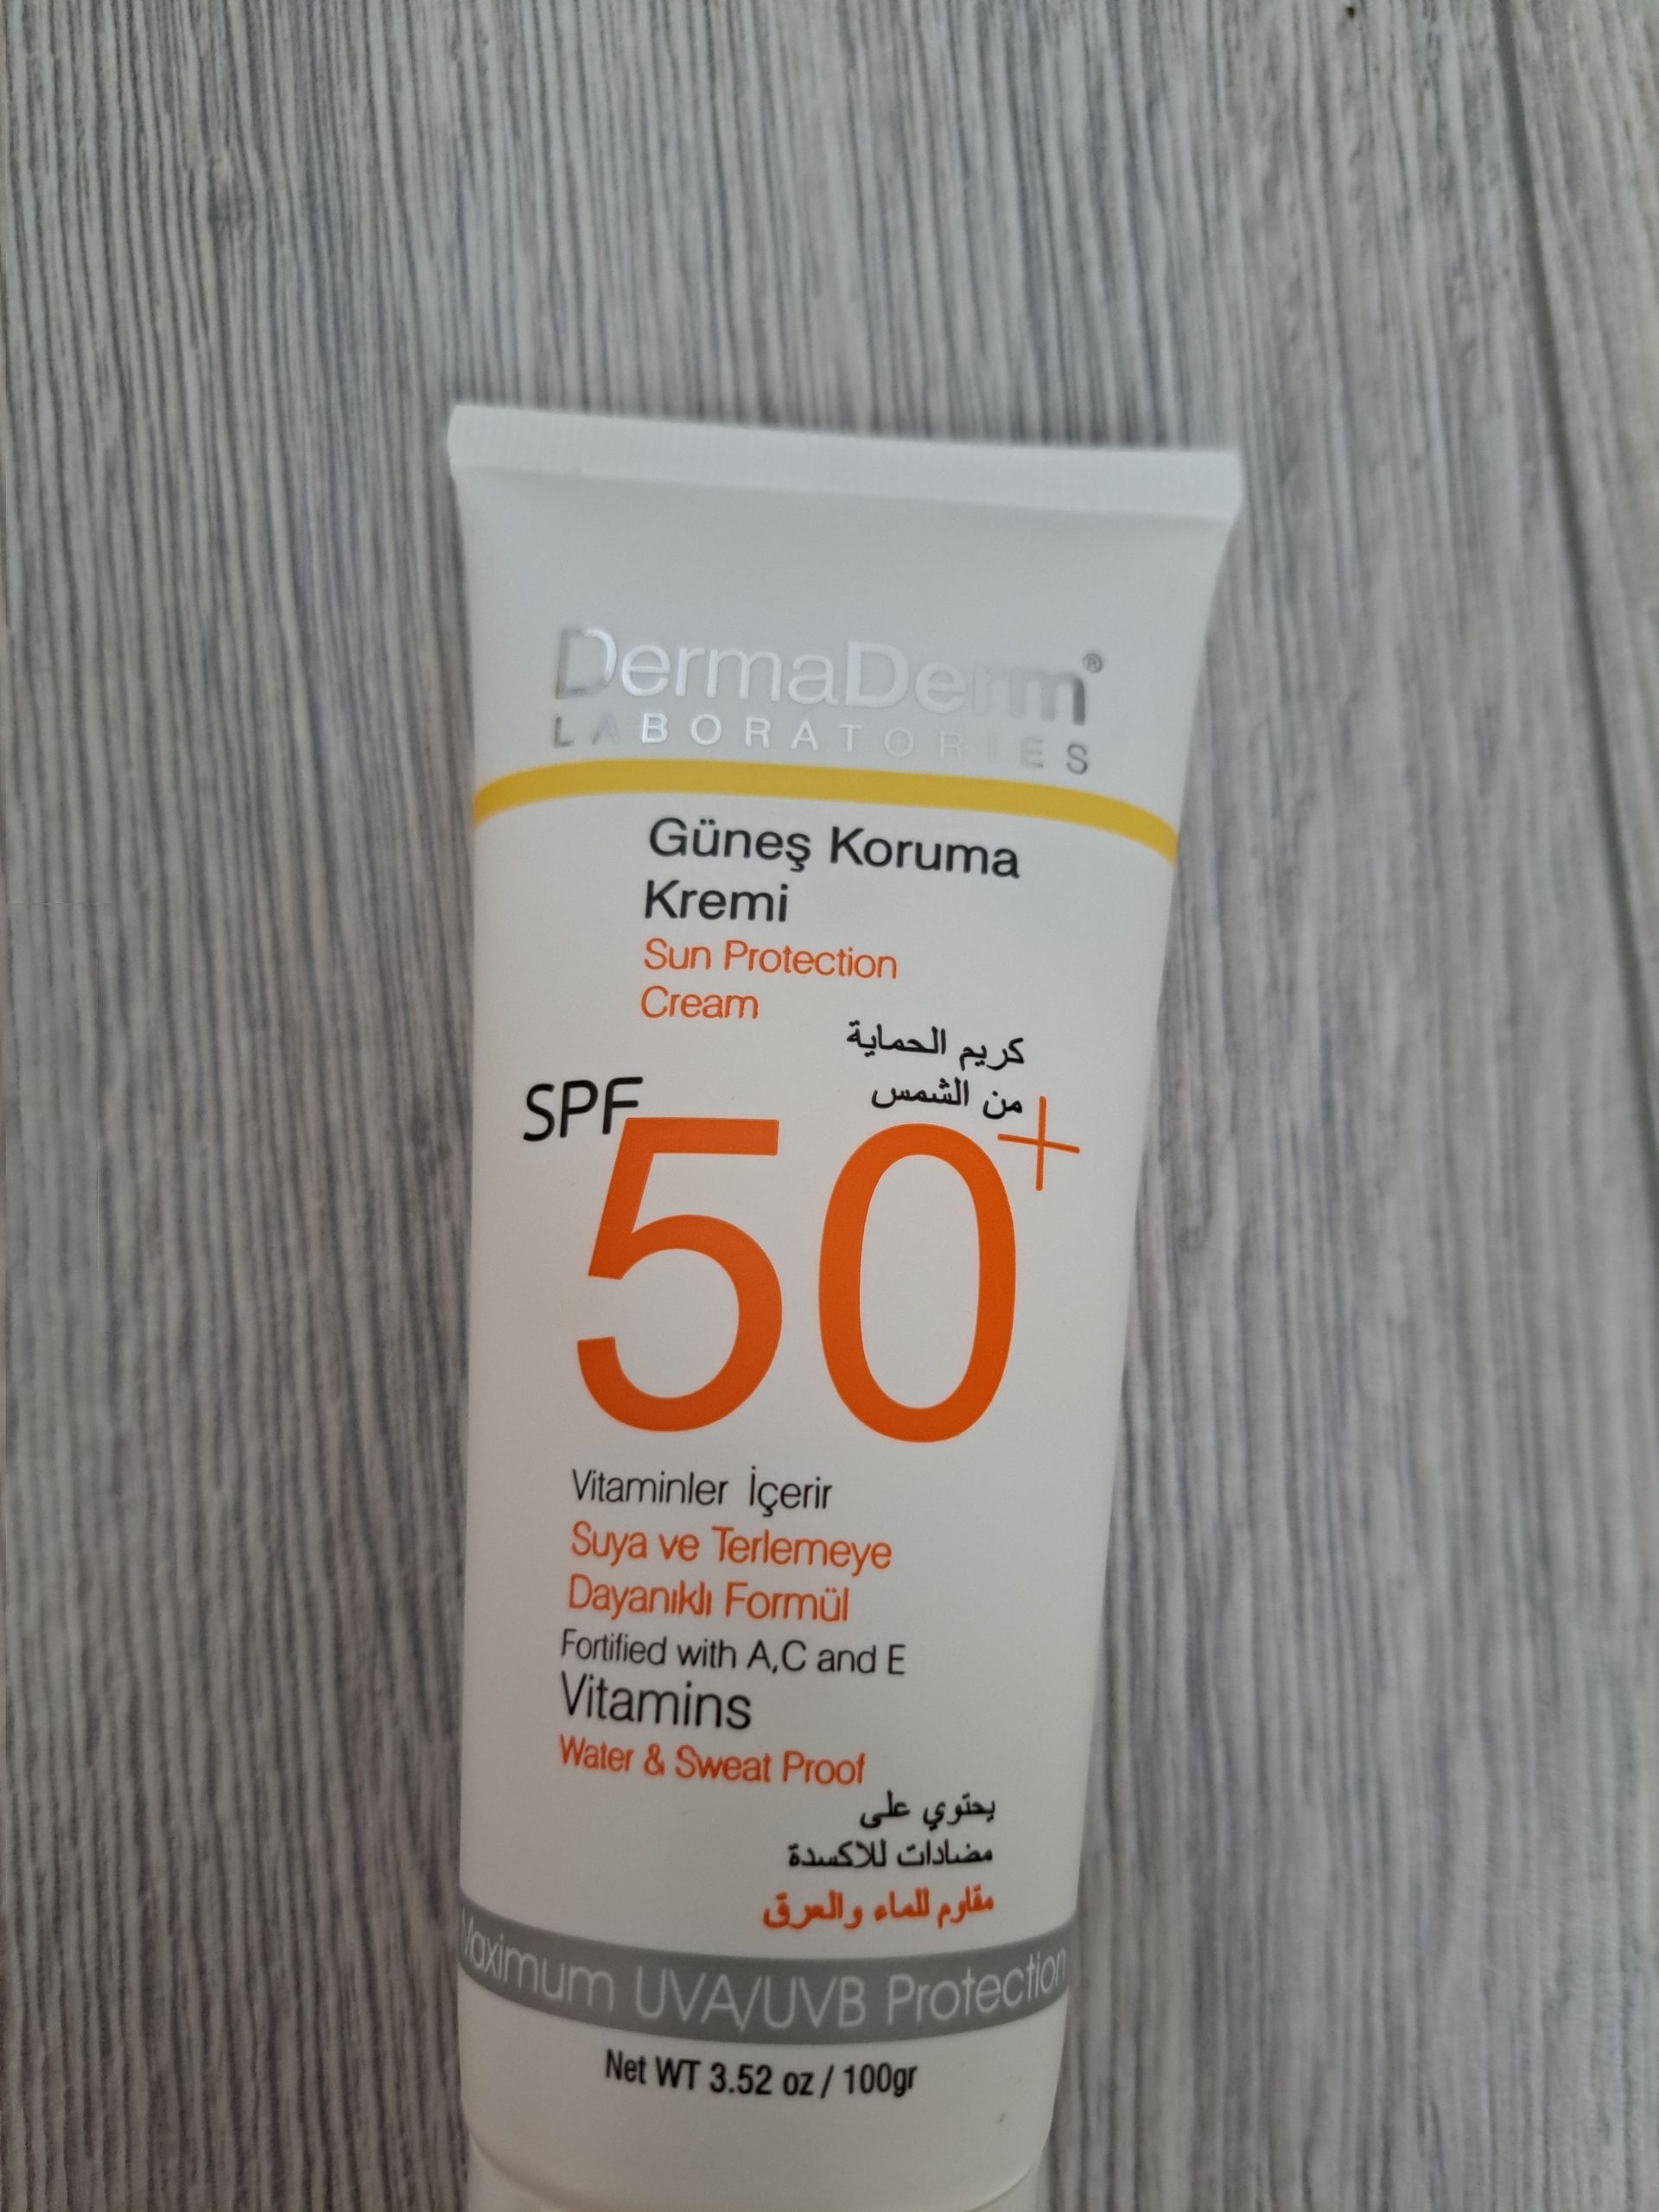 DermaDerm®
LABORATORIES
Güneş Koruma
Kremi
Sun Protection
Cream
كريم الحماية
من الشمس
SPF
50+
Vitaminler İçerir
Suya ve Terlemeye
Dayanıklı Formül
Fortified with A,C and E
Vitamins
Water & Sweat Proof
يحتوي على
مضادات للاكسدة
مقاوم للماء والعرق
Maximum UVA/UVB Protection
Net WT 3.52 oz / 100gr